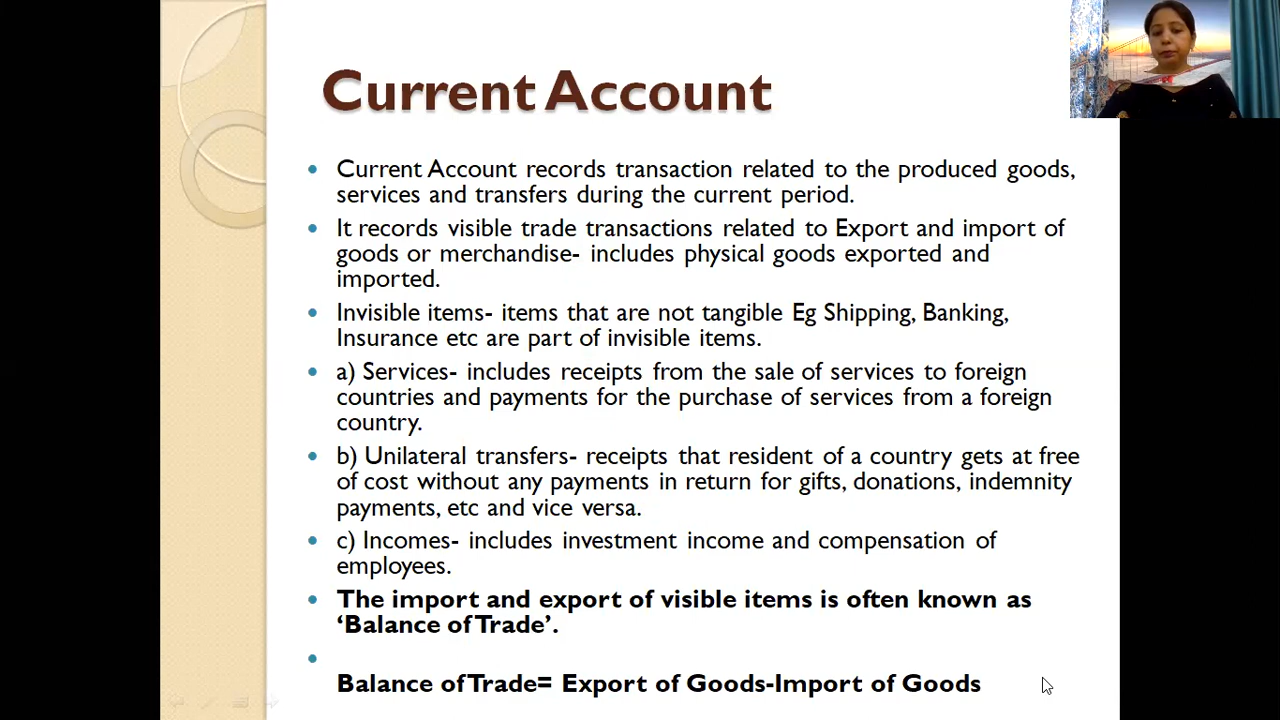 Current Account
• Current Account records transaction related to the produced goods,
services and transfers during the current period.
• It records visible trade transactions related to Export and import of
goods or merchandise- includes physical goods exported and
imported.
• Invisible items- items that are not tangible Eg Shipping, Banking,
Insurance etc are part of invisible items.
• a) Services- includes receipts from the sale of services to foreign
countries and payments for the purchase of services from a foreign
country.
• b) Unilateral transfers- receipts that resident of a country gets at free
of cost without any payments in return for gifts, donations, indemnity
payments, etc and vice versa.
• c) Incomes- includes investment income and compensation of
employees.
• The import and export of visible items is often known as
‘Balance of Trade’.
•
Balance of Trade= Export of Goods-Import of Goods